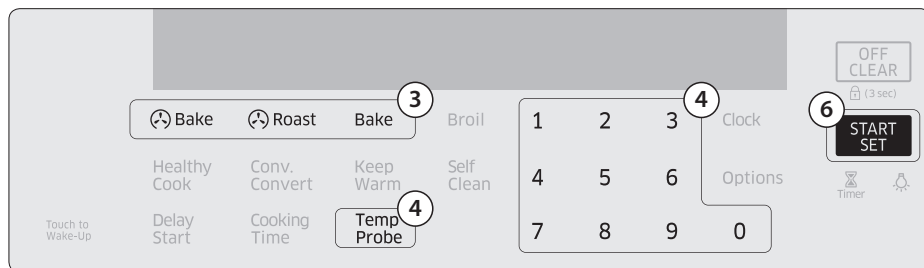 OFF
CLEAR
(3 sec)
3 4 6
Bake Roast Bake Broil 1 2 3 Clock START
SET
Healthy
Cook
Conv.
Convert
Keep
Warm
Self
Clean
4 5 6 Options
Timer
Touch to
Wake-Up
Delay
Start
Cooking
Time
4
Temp
Probe
7 8 9 0